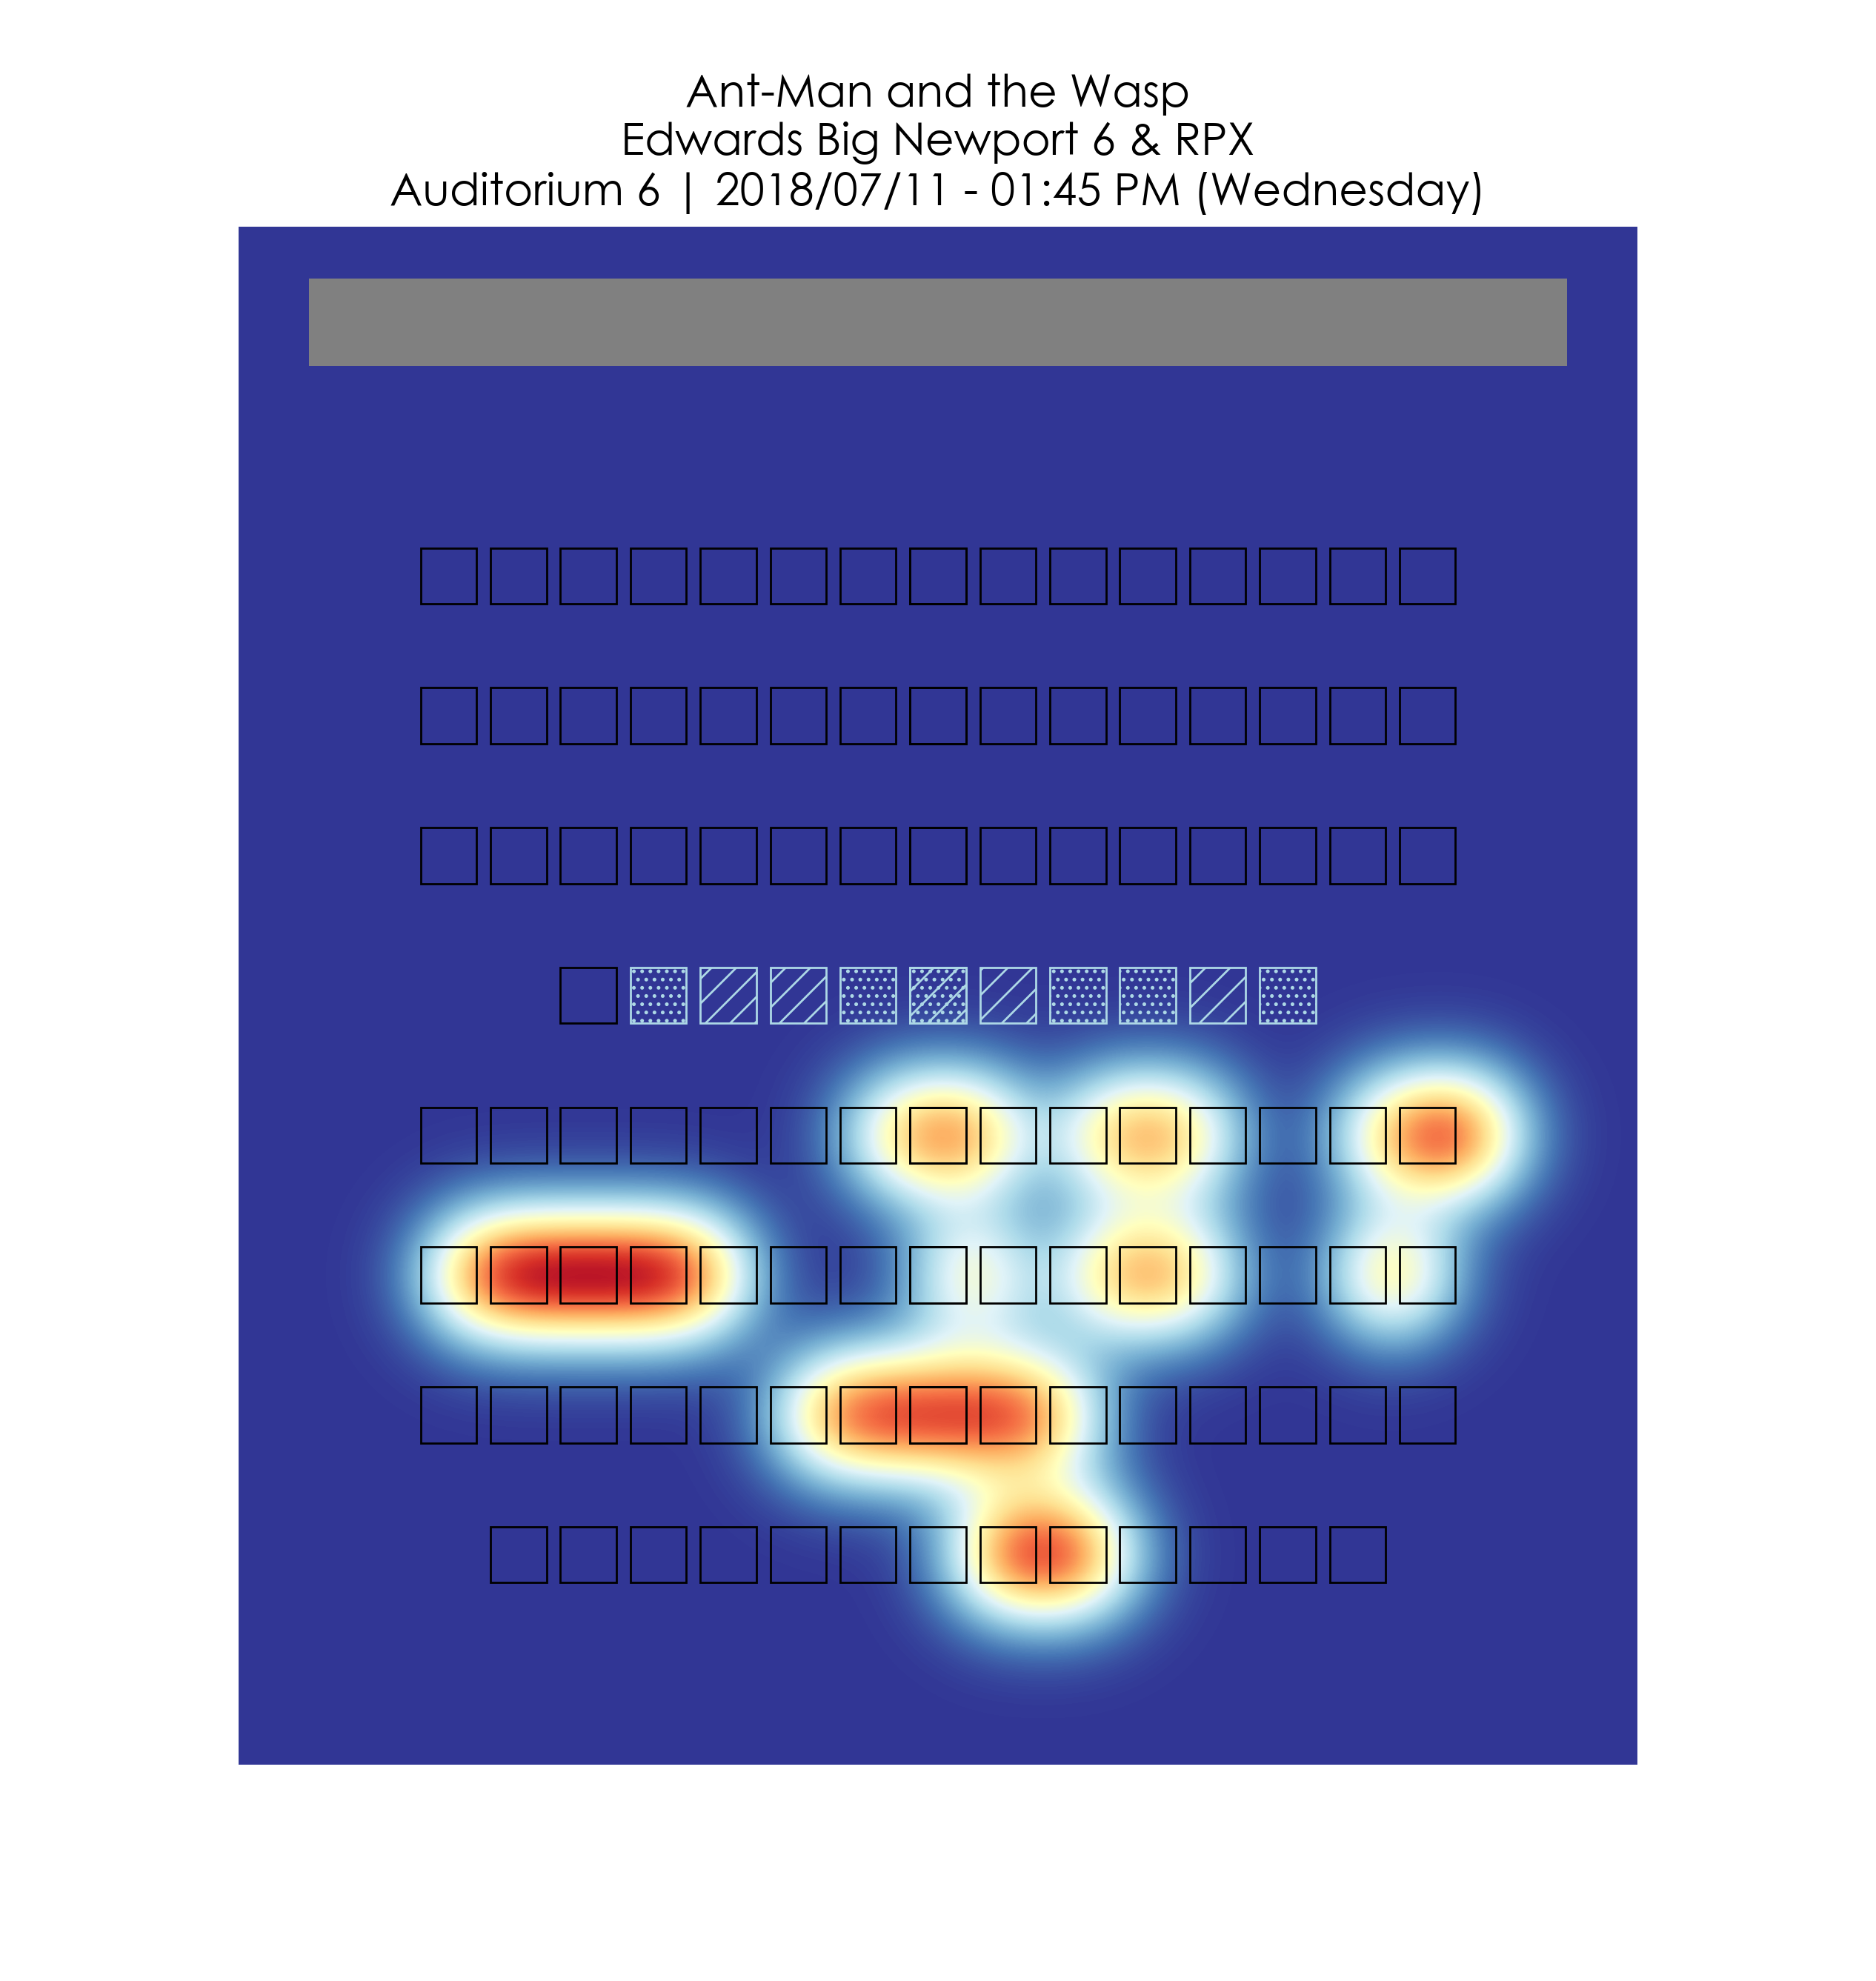 Ant-Man and the Wasp
Edwards Big Newport 6 & RPX
Auditorium 6 | 2018/07/11 - 01:45 PM (Wednesday)